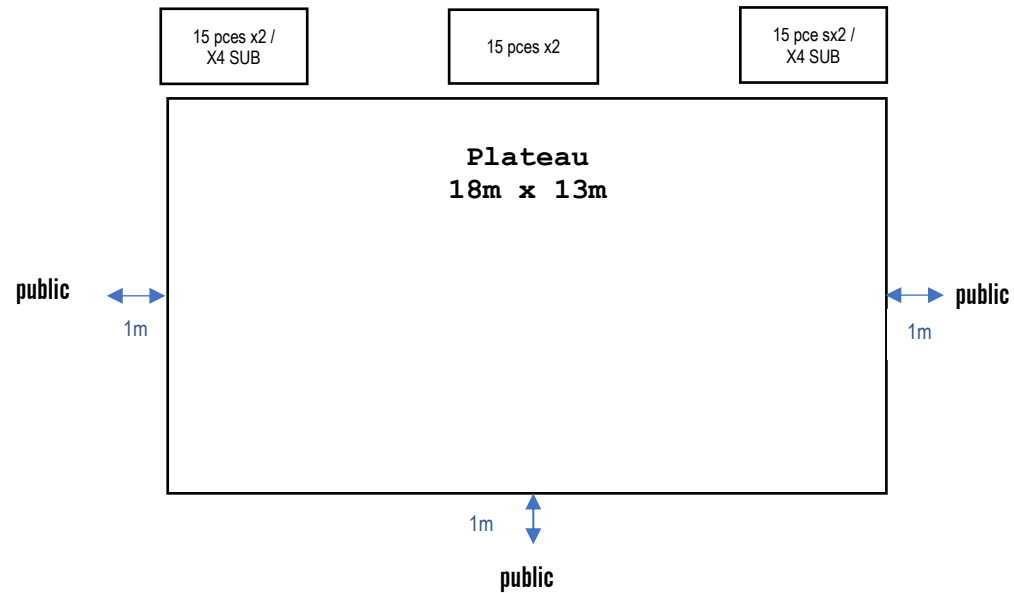 15 pces x2 /
X4 SUB
15 pces x2
15 pce sx2 /
X4 SUB
Plateau
18m x 13m
public
1m
public
1m
1m
public